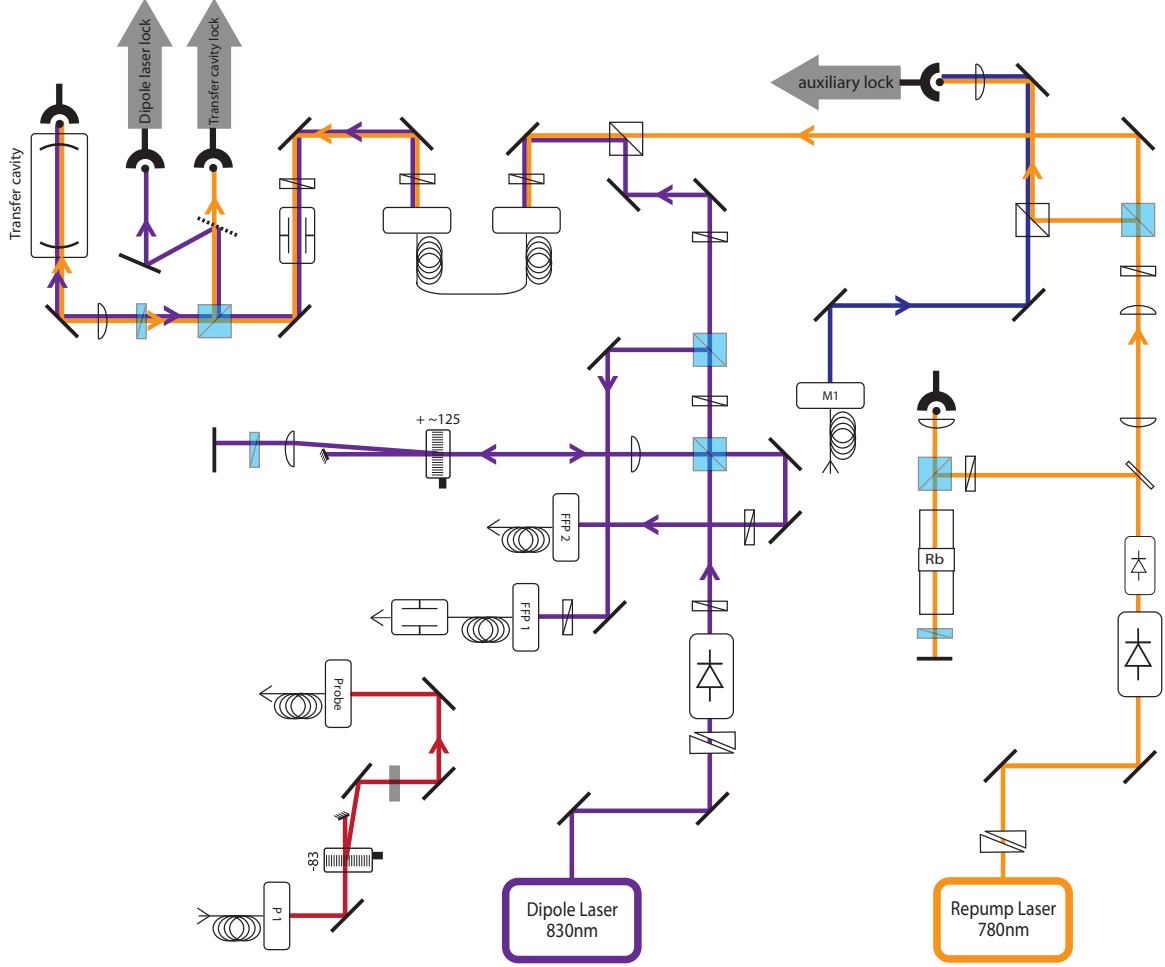 Dipole laser lock
Transfer cavity lock
auxiliary lock
Transfer cavity
M1
+ ~125
FFP 2
Rb
FFP 1
Probe
-83
P1
Dipole Laser
830nm
Repump Laser
780nm